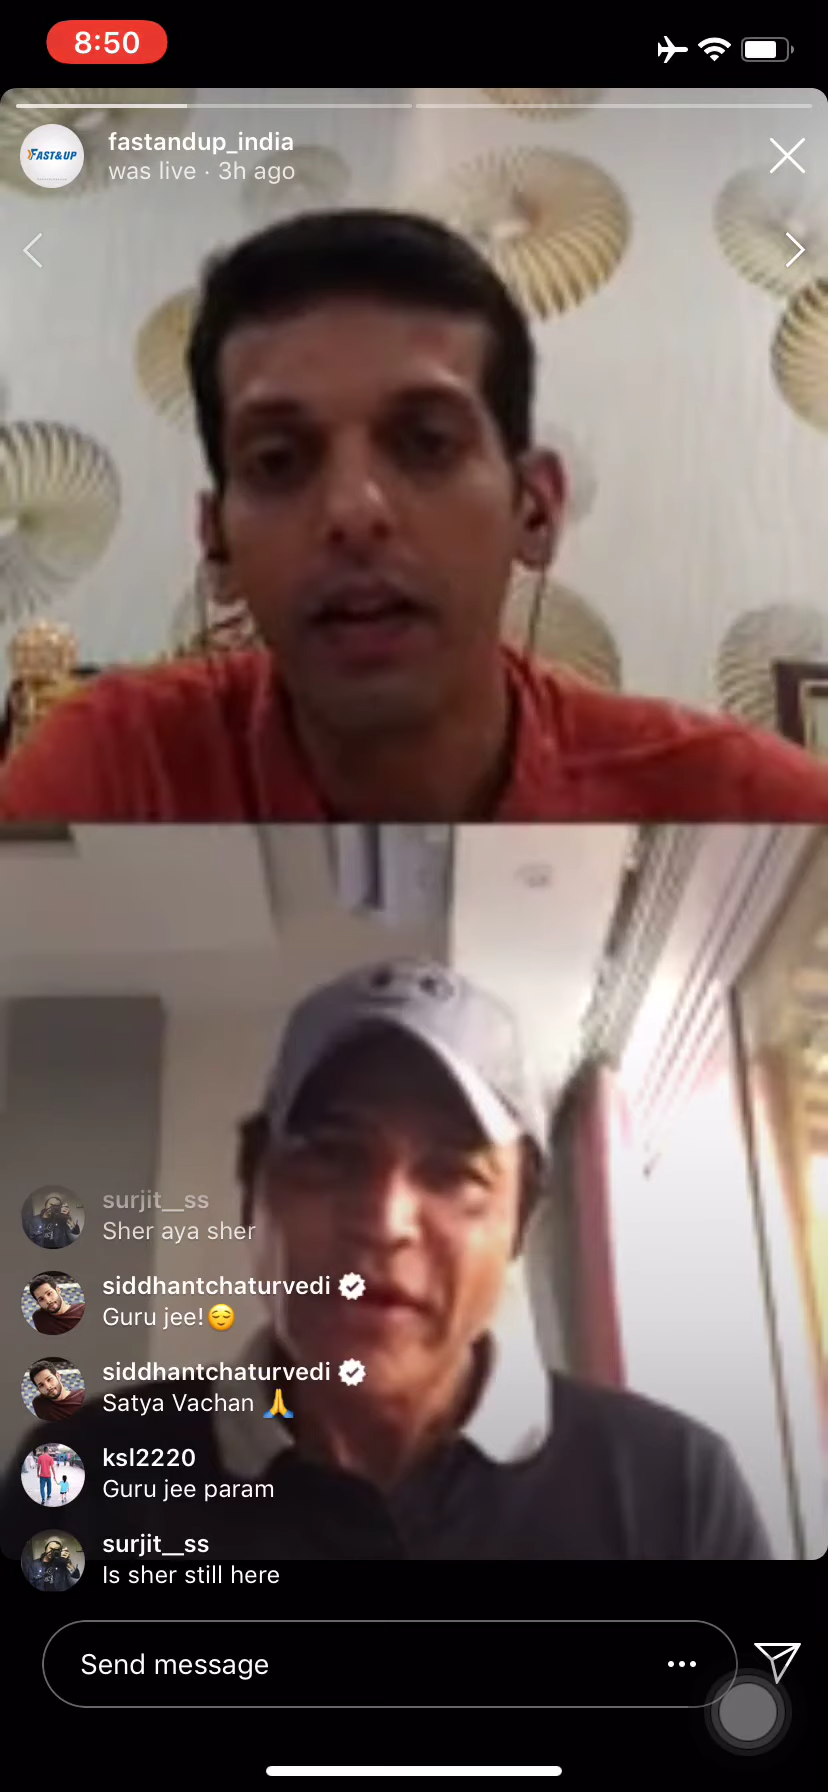 8:50
FAST&UP
fastandup_india
was live · 3h ago
surjit__ss
Sher aya sher
siddhantchaturvedi
Guru jee!😌
siddhantchaturvedi
Satya Vachan 🙏
ksl2220
Guru jee param
surjit__ss
Is sher still here
Send message